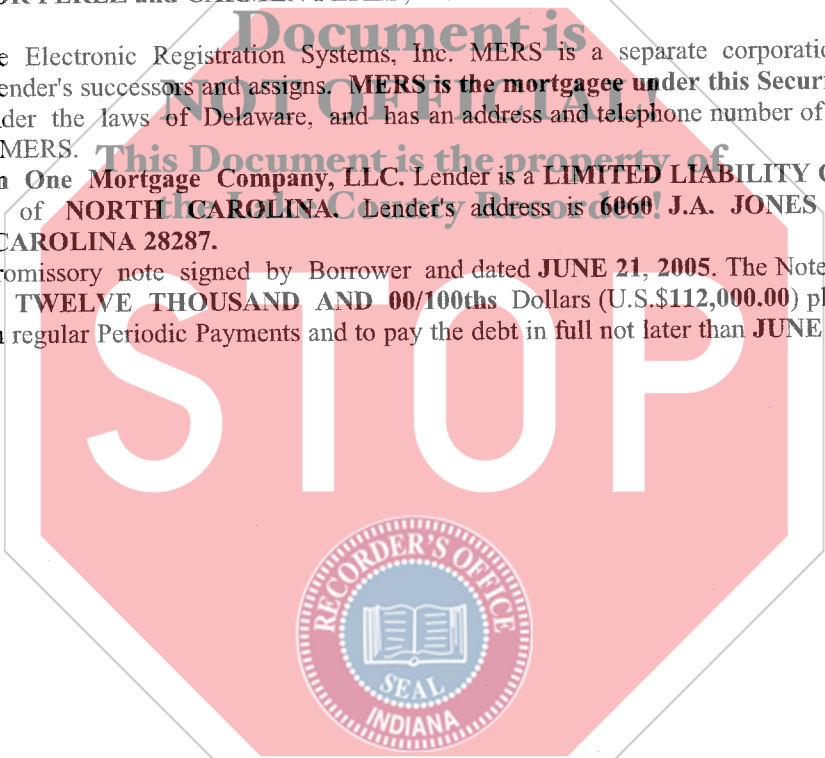 Document is
e Electronic Registration Systems, Inc. MERS is a separate corporatio
ender's successors and assigns. MERS is the mortgagee under this Securi
NOT OFFICIAL!
der the laws of Delaware, and has an address and telephone number of
MERS.
This Document is the property of
n One Mortgage Company, LLC. Lender is a LIMITED LIABILITY C
the Lake County Recorder!
of NORTH CAROLINA. Lender's address is 6060 J.A. JONES
CAROLINA 28287.
romissory note signed by Borrower and dated JUNE 21, 2005. The Note
TWELVE THOUSAND AND 00/100ths Dollars (U.S.$112,000.00) pl
n regular Periodic Payments and to pay the debt in full not later than JUNE
STOP
RECORDER'S OFFICE
SEAL
INDIANA